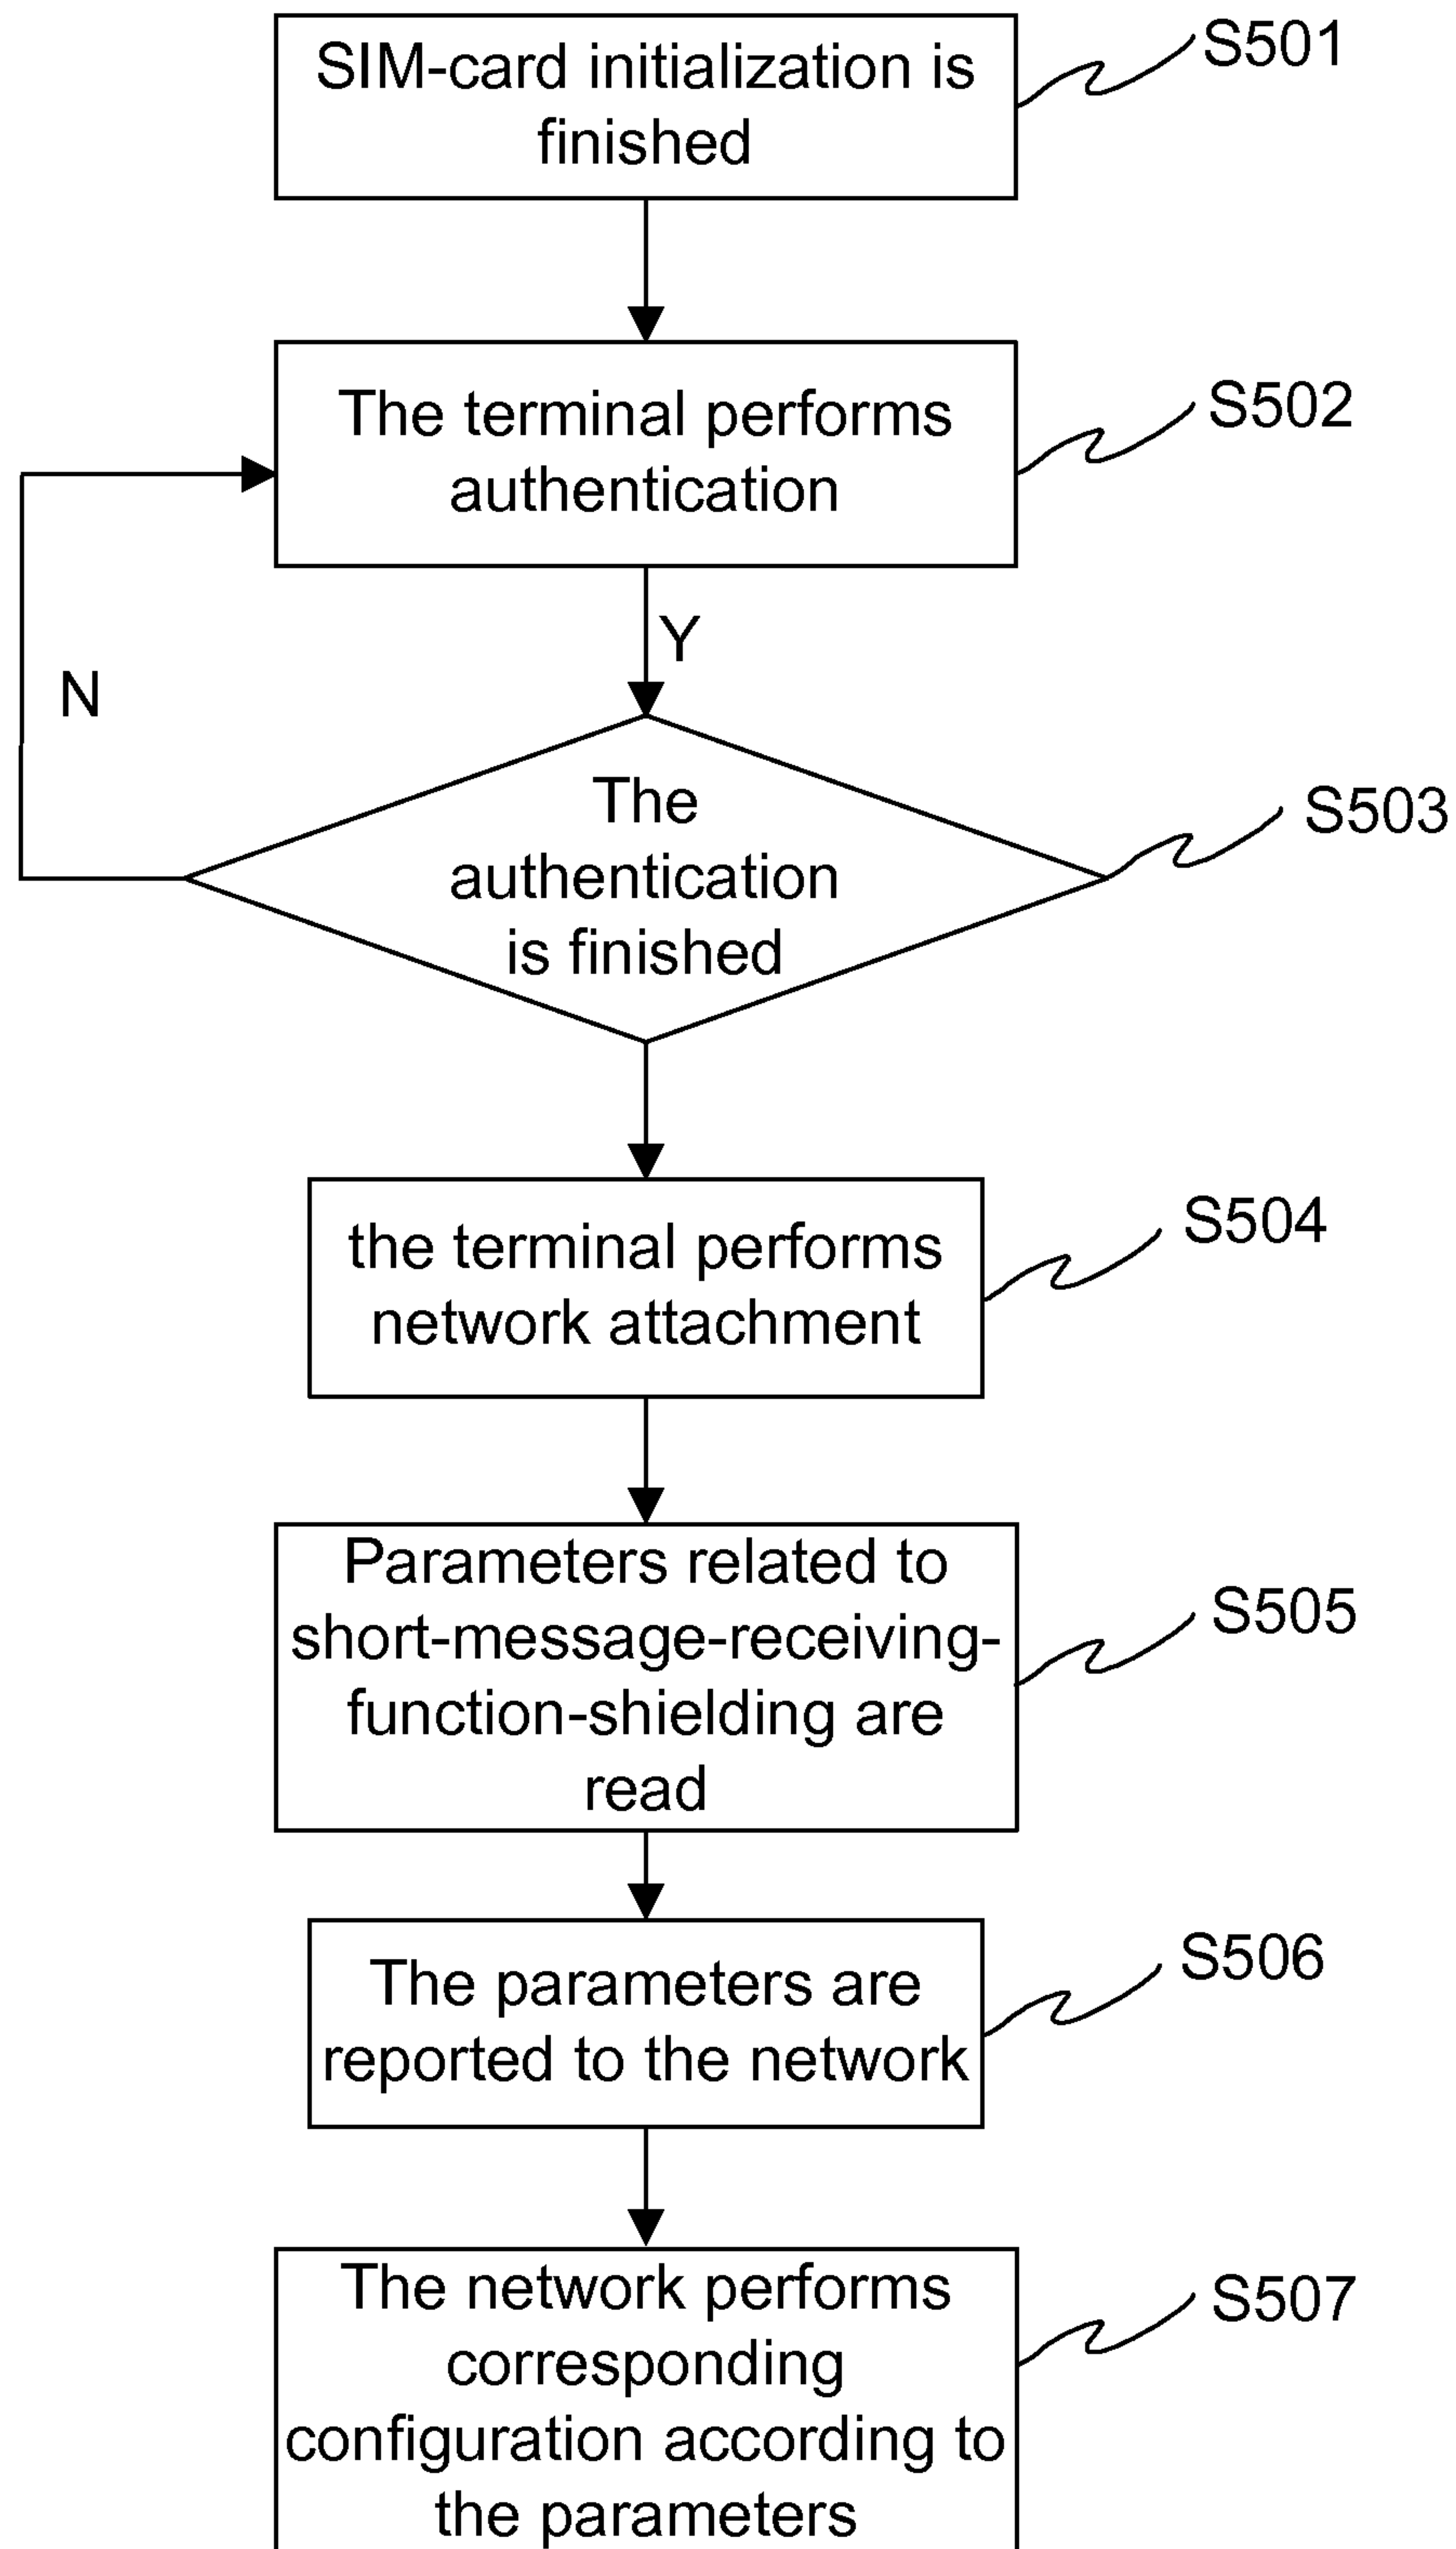 SIM-card initialization is
finished
S501
The terminal performs
authentication
S502
Y
N
The
authentication
is finished
S503
the terminal performs
network attachment
S504
Parameters related to
short-message-receiving-
function-shielding are
read
S505
The parameters are
reported to the network
S506
The network performs
corresponding
configuration according to
the parameters
S507